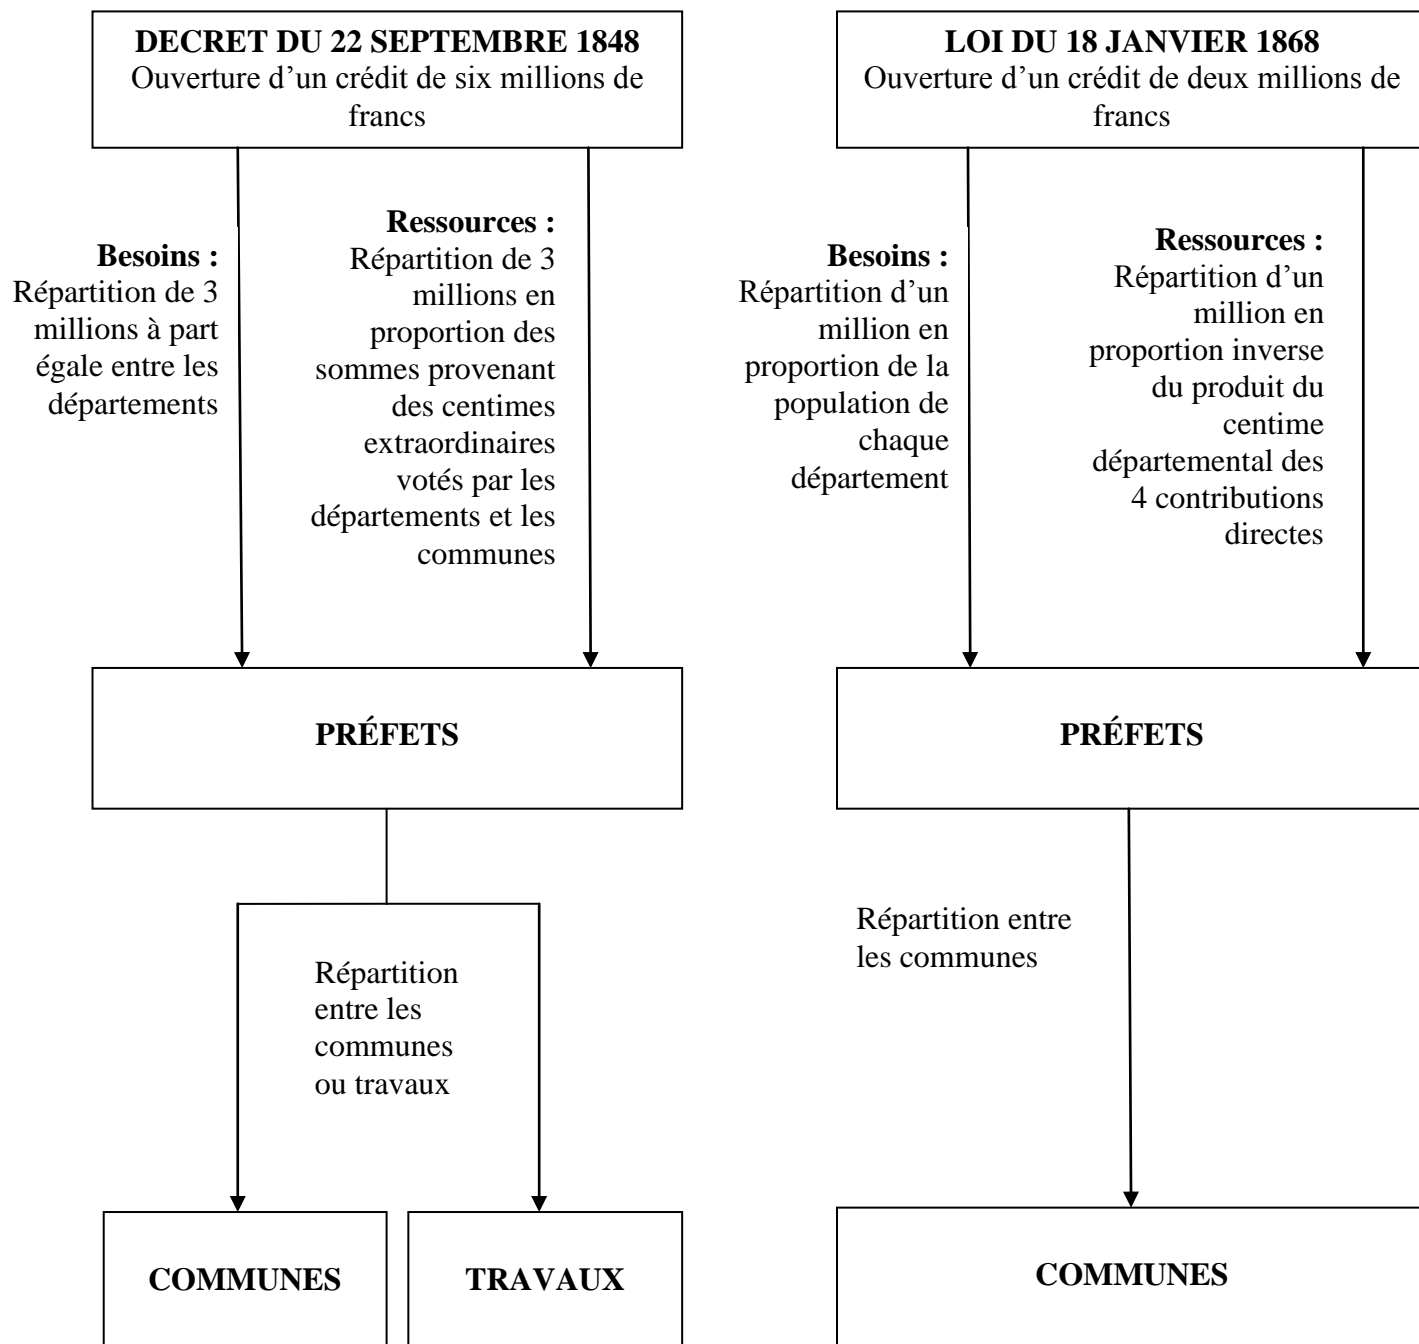 DECRET DU 22 SEPTEMBRE 1848
Ouverture d’un crédit de six millions de
francs
Besoins :
Répartition de 3
millions à part
égale entre les
départements
Ressources :
Répartition de 3
millions en
proportion des
sommes provenant
des centimes
extraordinaires
votés par les
départements et les
communes
PRÉFETS
Répartition
entre les
communes
ou travaux
COMMUNES
TRAVAUX
LOI DU 18 JANVIER 1868
Ouverture d’un crédit de deux millions de
francs
Besoins :
Répartition d’un
million en
proportion de la
population de
chaque
département
Ressources :
Répartition d’un
million en
proportion inverse
du produit du
centime
départemental des
4 contributions
directes
PRÉFETS
Répartition entre
les communes
COMMUNES